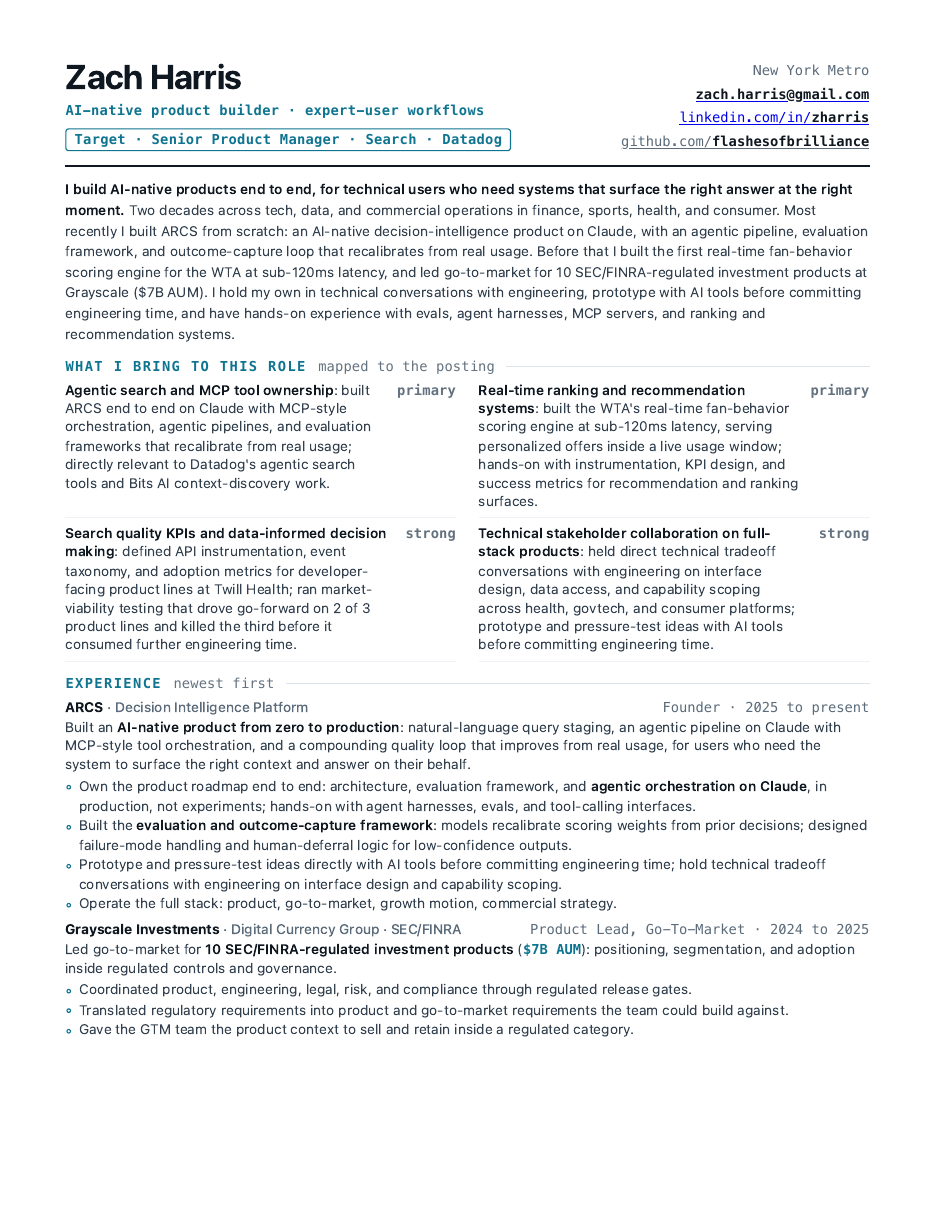 Zach Harris
AI-native product builder · expert-user workflows
Target · Senior Product Manager · Search · Datadog
New York Metro
zach.harris@gmail.com
linkedin.com/in/zharris
github.com/flashesofbrilliance
I build AI-native products end to end, for technical users who need systems that surface the right answer at the right
moment. Two decades across tech, data, and commercial operations in finance, sports, health, and consumer. Most
recently I built ARCS from scratch: an AI-native decision-intelligence product on Claude, with an agentic pipeline, evaluation
framework, and outcome-capture loop that recalibrates from real usage. Before that I built the first real-time fan-behavior
scoring engine for the WTA at sub-120ms latency, and led go-to-market for 10 SEC/FINRA-regulated investment products at
Grayscale ($7B AUM). I hold my own in technical conversations with engineering, prototype with AI tools before committing
engineering time, and have hands-on experience with evals, agent harnesses, MCP servers, and ranking and
recommendation systems.
WHAT I BRING TO THIS ROLE mapped to the posting
Agentic search and MCP tool ownership: built primary
ARCS end to end on Claude with MCP-style
orchestration, agentic pipelines, and evaluation
frameworks that recalibrate from real usage;
directly relevant to Datadog's agentic search
tools and Bits AI context-discovery work.
Real-time ranking and recommendation primary
systems: built the WTA's real-time fan-behavior
scoring engine at sub-120ms latency, serving
personalized offers inside a live usage window;
hands-on with instrumentation, KPI design, and
success metrics for recommendation and ranking
surfaces.
Search quality KPIs and data-informed decision strong
making: defined API instrumentation, event
taxonomy, and adoption metrics for developer-
facing product lines at Twill Health; ran market-
viability testing that drove go-forward on 2 of 3
product lines and killed the third before it
consumed further engineering time.
Technical stakeholder collaboration on full- strong
stack products: held direct technical tradeoff
conversations with engineering on interface
design, data access, and capability scoping
across health, govtech, and consumer platforms;
prototype and pressure-test ideas with AI tools
before committing engineering time.
EXPERIENCE newest first
ARCS · Decision Intelligence Platform Founder · 2025 to present
Built an AI-native product from zero to production: natural-language query staging, an agentic pipeline on Claude with
MCP-style tool orchestration, and a compounding quality loop that improves from real usage, for users who need the
system to surface the right context and answer on their behalf.
Own the product roadmap end to end: architecture, evaluation framework, and agentic orchestration on Claude, in
production, not experiments; hands-on with agent harnesses, evals, and tool-calling interfaces.
Built the evaluation and outcome-capture framework: models recalibrate scoring weights from prior decisions; designed
failure-mode handling and human-deferral logic for low-confidence outputs.
Prototype and pressure-test ideas directly with AI tools before committing engineering time; hold technical tradeoff
conversations with engineering on interface design and capability scoping.
Operate the full stack: product, go-to-market, growth motion, commercial strategy.
Grayscale Investments · Digital Currency Group · SEC/FINRA Product Lead, Go-To-Market · 2024 to 2025
Led go-to-market for 10 SEC/FINRA-regulated investment products ($7B AUM): positioning, segmentation, and adoption
inside regulated controls and governance.
Coordinated product, engineering, legal, risk, and compliance through regulated release gates.
Translated regulatory requirements into product and go-to-market requirements the team could build against.
Gave the GTM team the product context to sell and retain inside a regulated category.